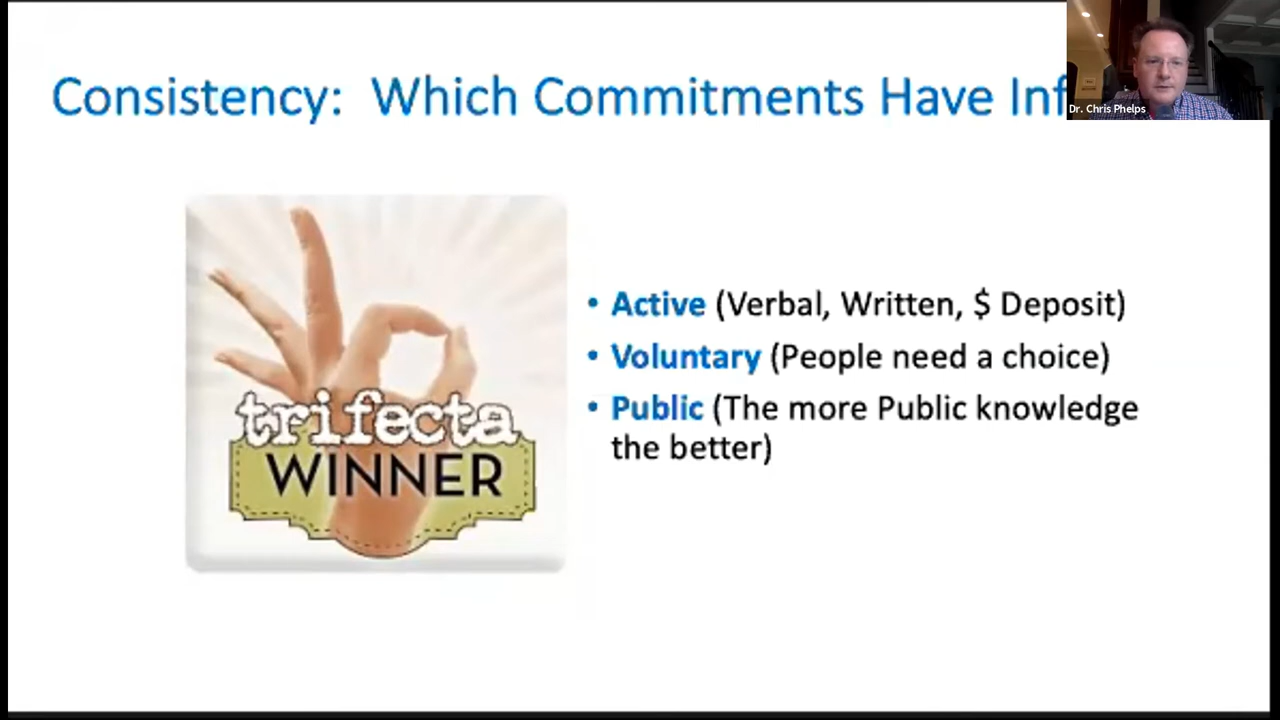 Consistency:  Which Commitments Have Inf
Dr. Chris Phelps
trifecta
WINNER
• Active (Verbal, Written, $ Deposit)
• Voluntary (People need a choice)
• Public (The more Public knowledge
the better)